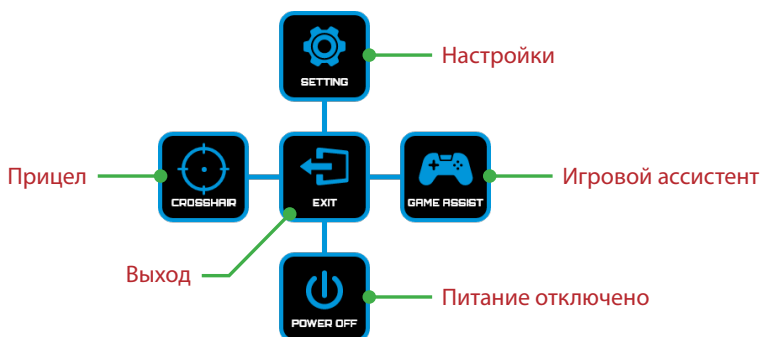 SETTING
Настройки
Прицел
CROSSHAIR
EXIT
GAME ASSIST
Игровой ассистент
Выход
POWER OFF
Питание отключено